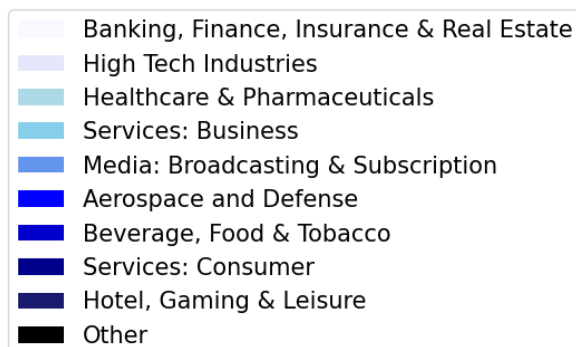 Banking, Finance, Insurance & Real Estate
High Tech Industries
Healthcare & Pharmaceuticals
Services: Business
Media: Broadcasting & Subscription
Aerospace and Defense
Beverage, Food & Tobacco
Services: Consumer
Hotel, Gaming & Leisure
Other